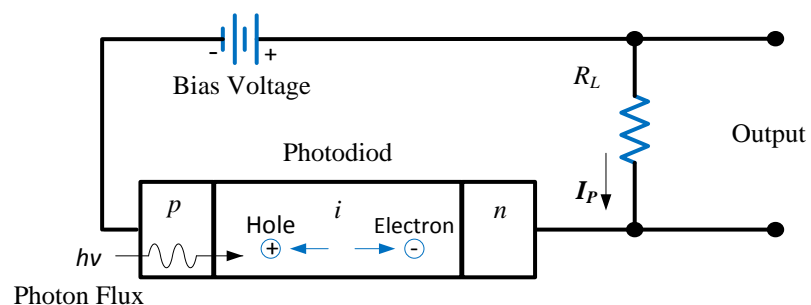 - +
Bias Voltage
R_L
Output
Photodiod
I_P
p i n
Hole Electron
+ -
hν
Photon Flux